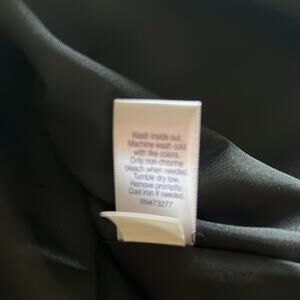 Wash inside out.
Machine wash cold
with like colors.
Only non-chlorine
bleach when needed.
Tumble dry low.
Remove promptly.
Cool iron if needed.
RN#73277